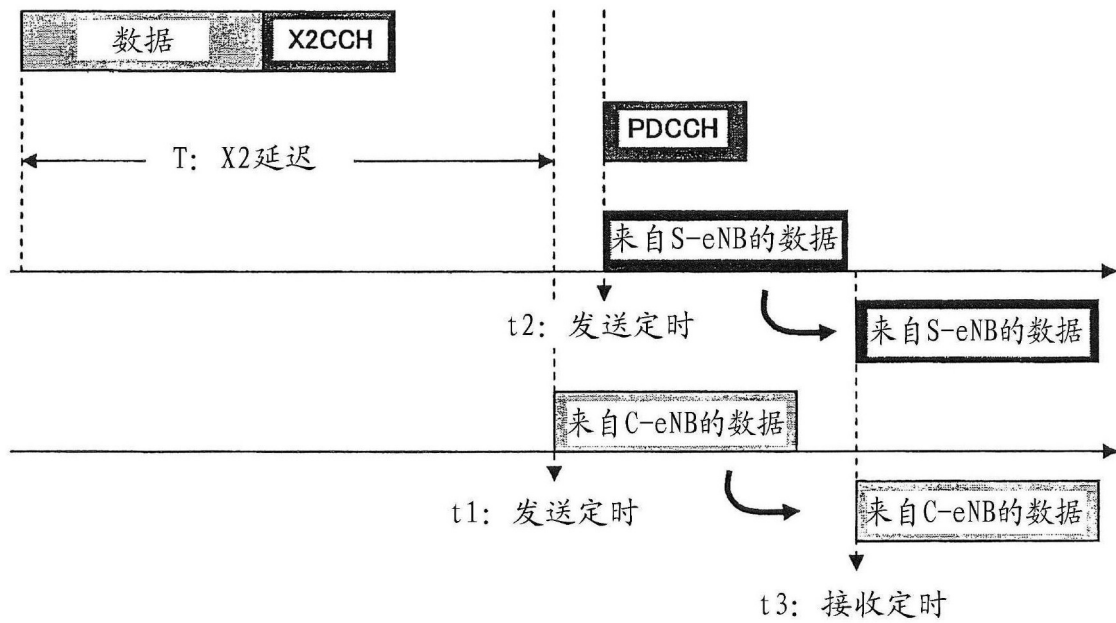 数据
X2CCH
PDCCH
T: X2延迟
来自S-eNB的数据
t2: 发送定时
来自S-eNB的数据
来自C-eNB的数据
t1: 发送定时
来自C-eNB的数据
t3: 接收定时